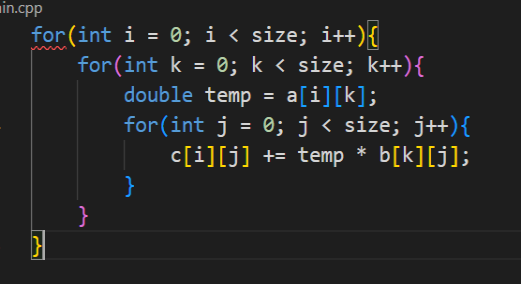 in.cpp
for(int i = 0; i < size; i++){
    for(int k = 0; k < size; k++){
        double temp = a[i][k];
        for(int j = 0; j < size; j++){
            c[i][j] += temp * b[k][j];
        }
    }
}